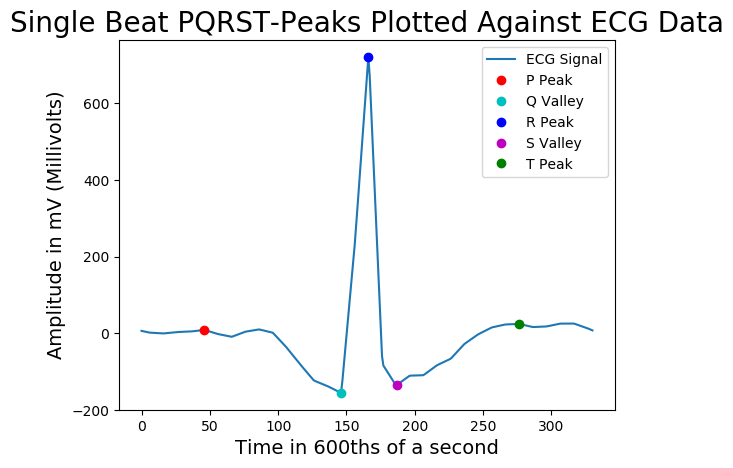 Single Beat PQRST-Peaks Plotted Against ECG Data
Amplitude in mV (Millivolts)
600
400
200
0
−200
ECG Signal
P Peak
Q Valley
R Peak
S Valley
T Peak
0 50 100 150 200 250 300
Time in 600ths of a second